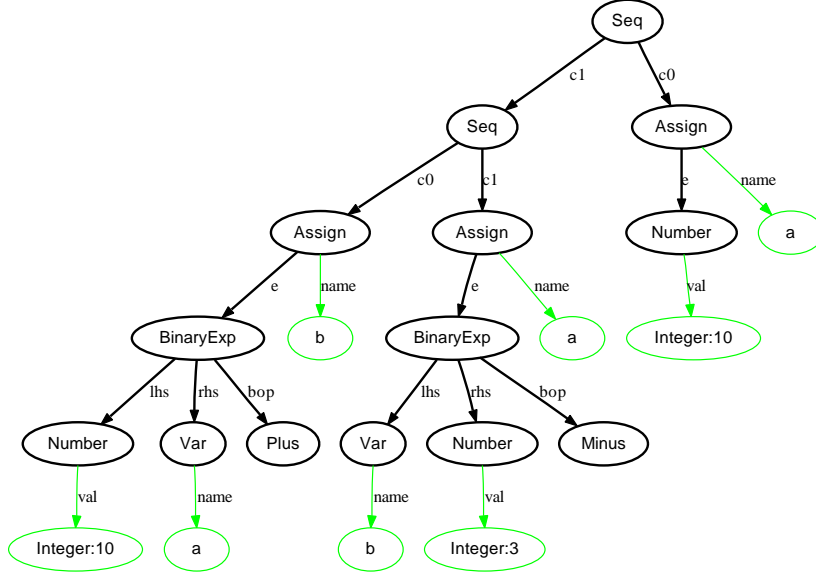 Seq
c1
c0
Seq
Assign
c0
c1
e
name
Assign
Assign
Number
a
e
name
e
name
val
BinaryExp
b
BinaryExp
a
Integer:10
lhs
rhs
bop
lhs
rhs
bop
Number
Var
Plus
Var
Number
Minus
val
name
name
val
Integer:10
a
b
Integer:3